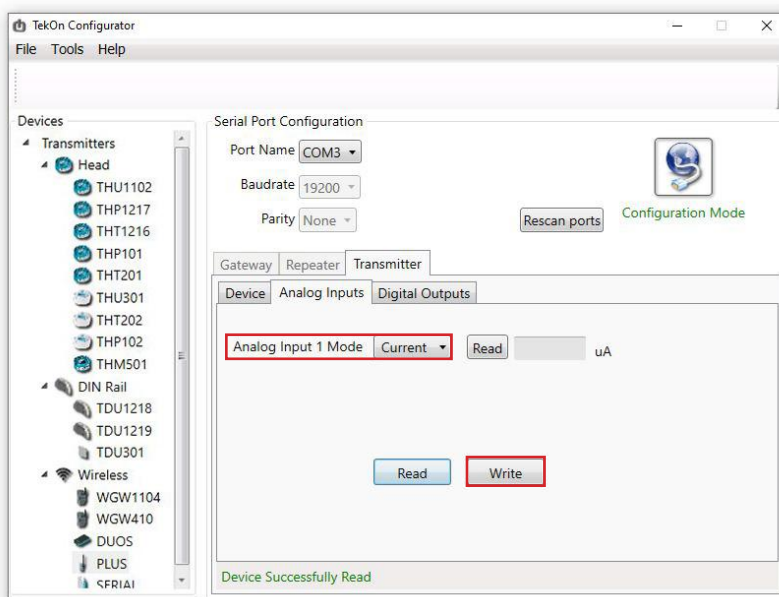 TekOn Configurator
File Tools Help
Devices
Transmitters
Head
THU1102
THP1217
THT1216
THP101
THT201
THU301
THT202
THP102
THM501
DIN Rail
TDU1218
TDU1219
TDU301
Wireless
WGW1104
WGW410
DUOS
PLUS
SERIAL
Serial Port Configuration
Port Name COM3
Baudrate 19200
Parity None
Rescan ports
Configuration Mode
Gateway Repeater Transmitter
Device Analog Inputs Digital Outputs
Analog Input 1 Mode Current Read uA
Read Write
Device Successfully Read